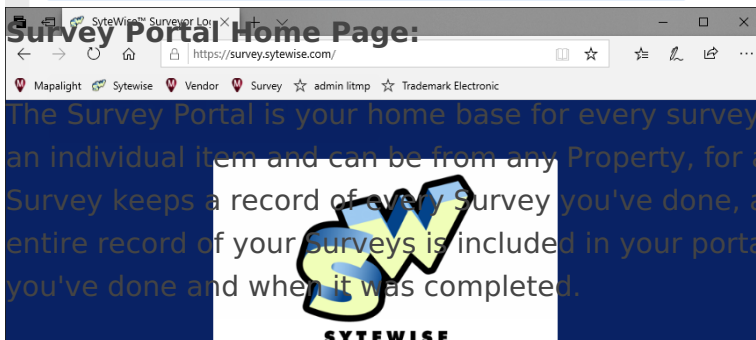 SyteWise™ Surveyor Lo
Survey Portal Home Page:
https://survey.sytewise.com/
Mapalight Sytewise Vendor Survey admin litmp Trademark Electronic
The Survey Portal is your home base for every survey
an individual item and can be from any Property, for a
Survey keeps a record of every Survey you've done, a
entire record of your Surveys is included in your porta
you've done and when it was completed.
SW
SYTEWISE